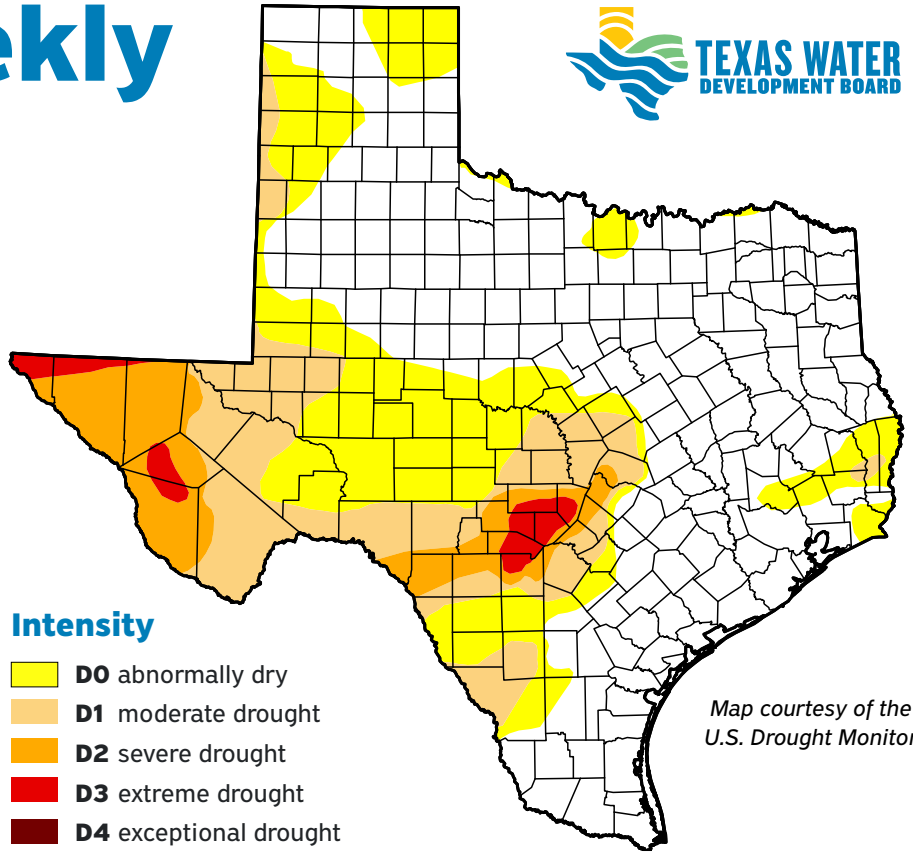 ekly
TEXAS WATER
DEVELOPMENT BOARD
Intensity
D0 abnormally dry
D1 moderate drought
D2 severe drought
D3 extreme drought
D4 exceptional drought
Map courtesy of the
U.S. Drought Monitor